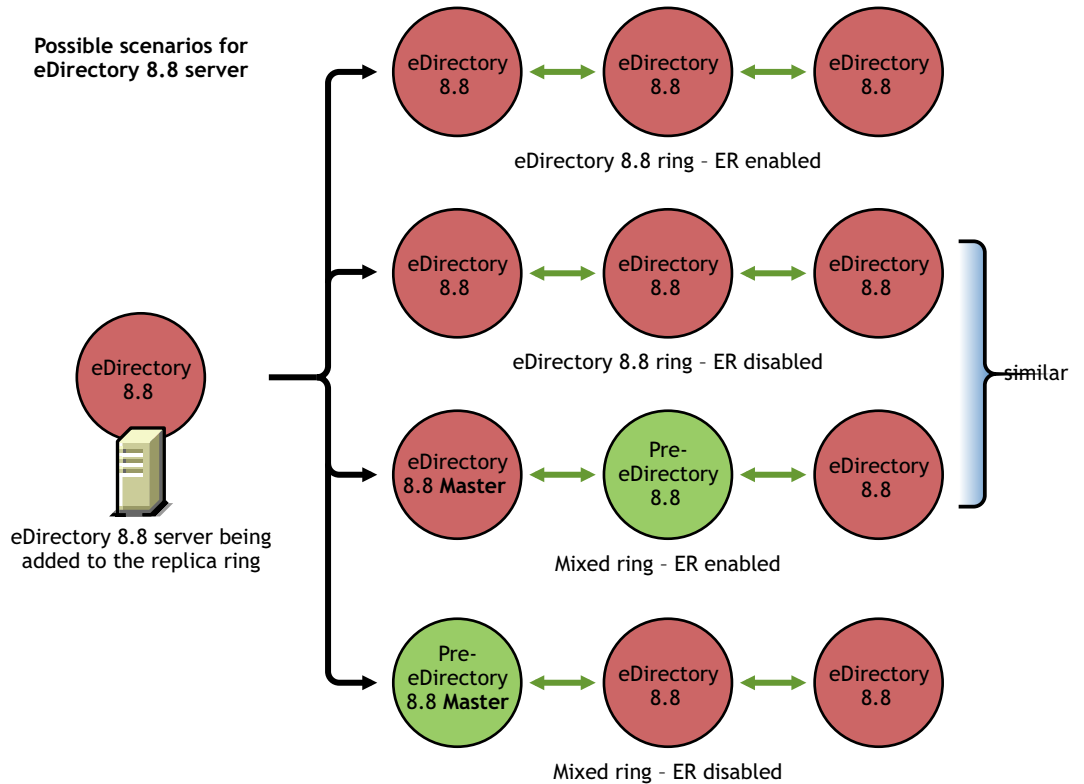 Possible scenarios for
eDirectory 8.8 server
eDirectory
8.8
eDirectory
8.8
eDirectory
8.8
eDirectory 8.8 ring – ER enabled
eDirectory
8.8
eDirectory
8.8
eDirectory
8.8
eDirectory 8.8 ring – ER disabled
similar
eDirectory
8.8
eDirectory 8.8 server being
added to the replica ring
eDirectory
8.8 Master
Pre-
eDirectory
8.8
eDirectory
8.8
Mixed ring – ER enabled
Pre-
eDirectory
8.8 Master
eDirectory
8.8
eDirectory
8.8
Mixed ring – ER disabled